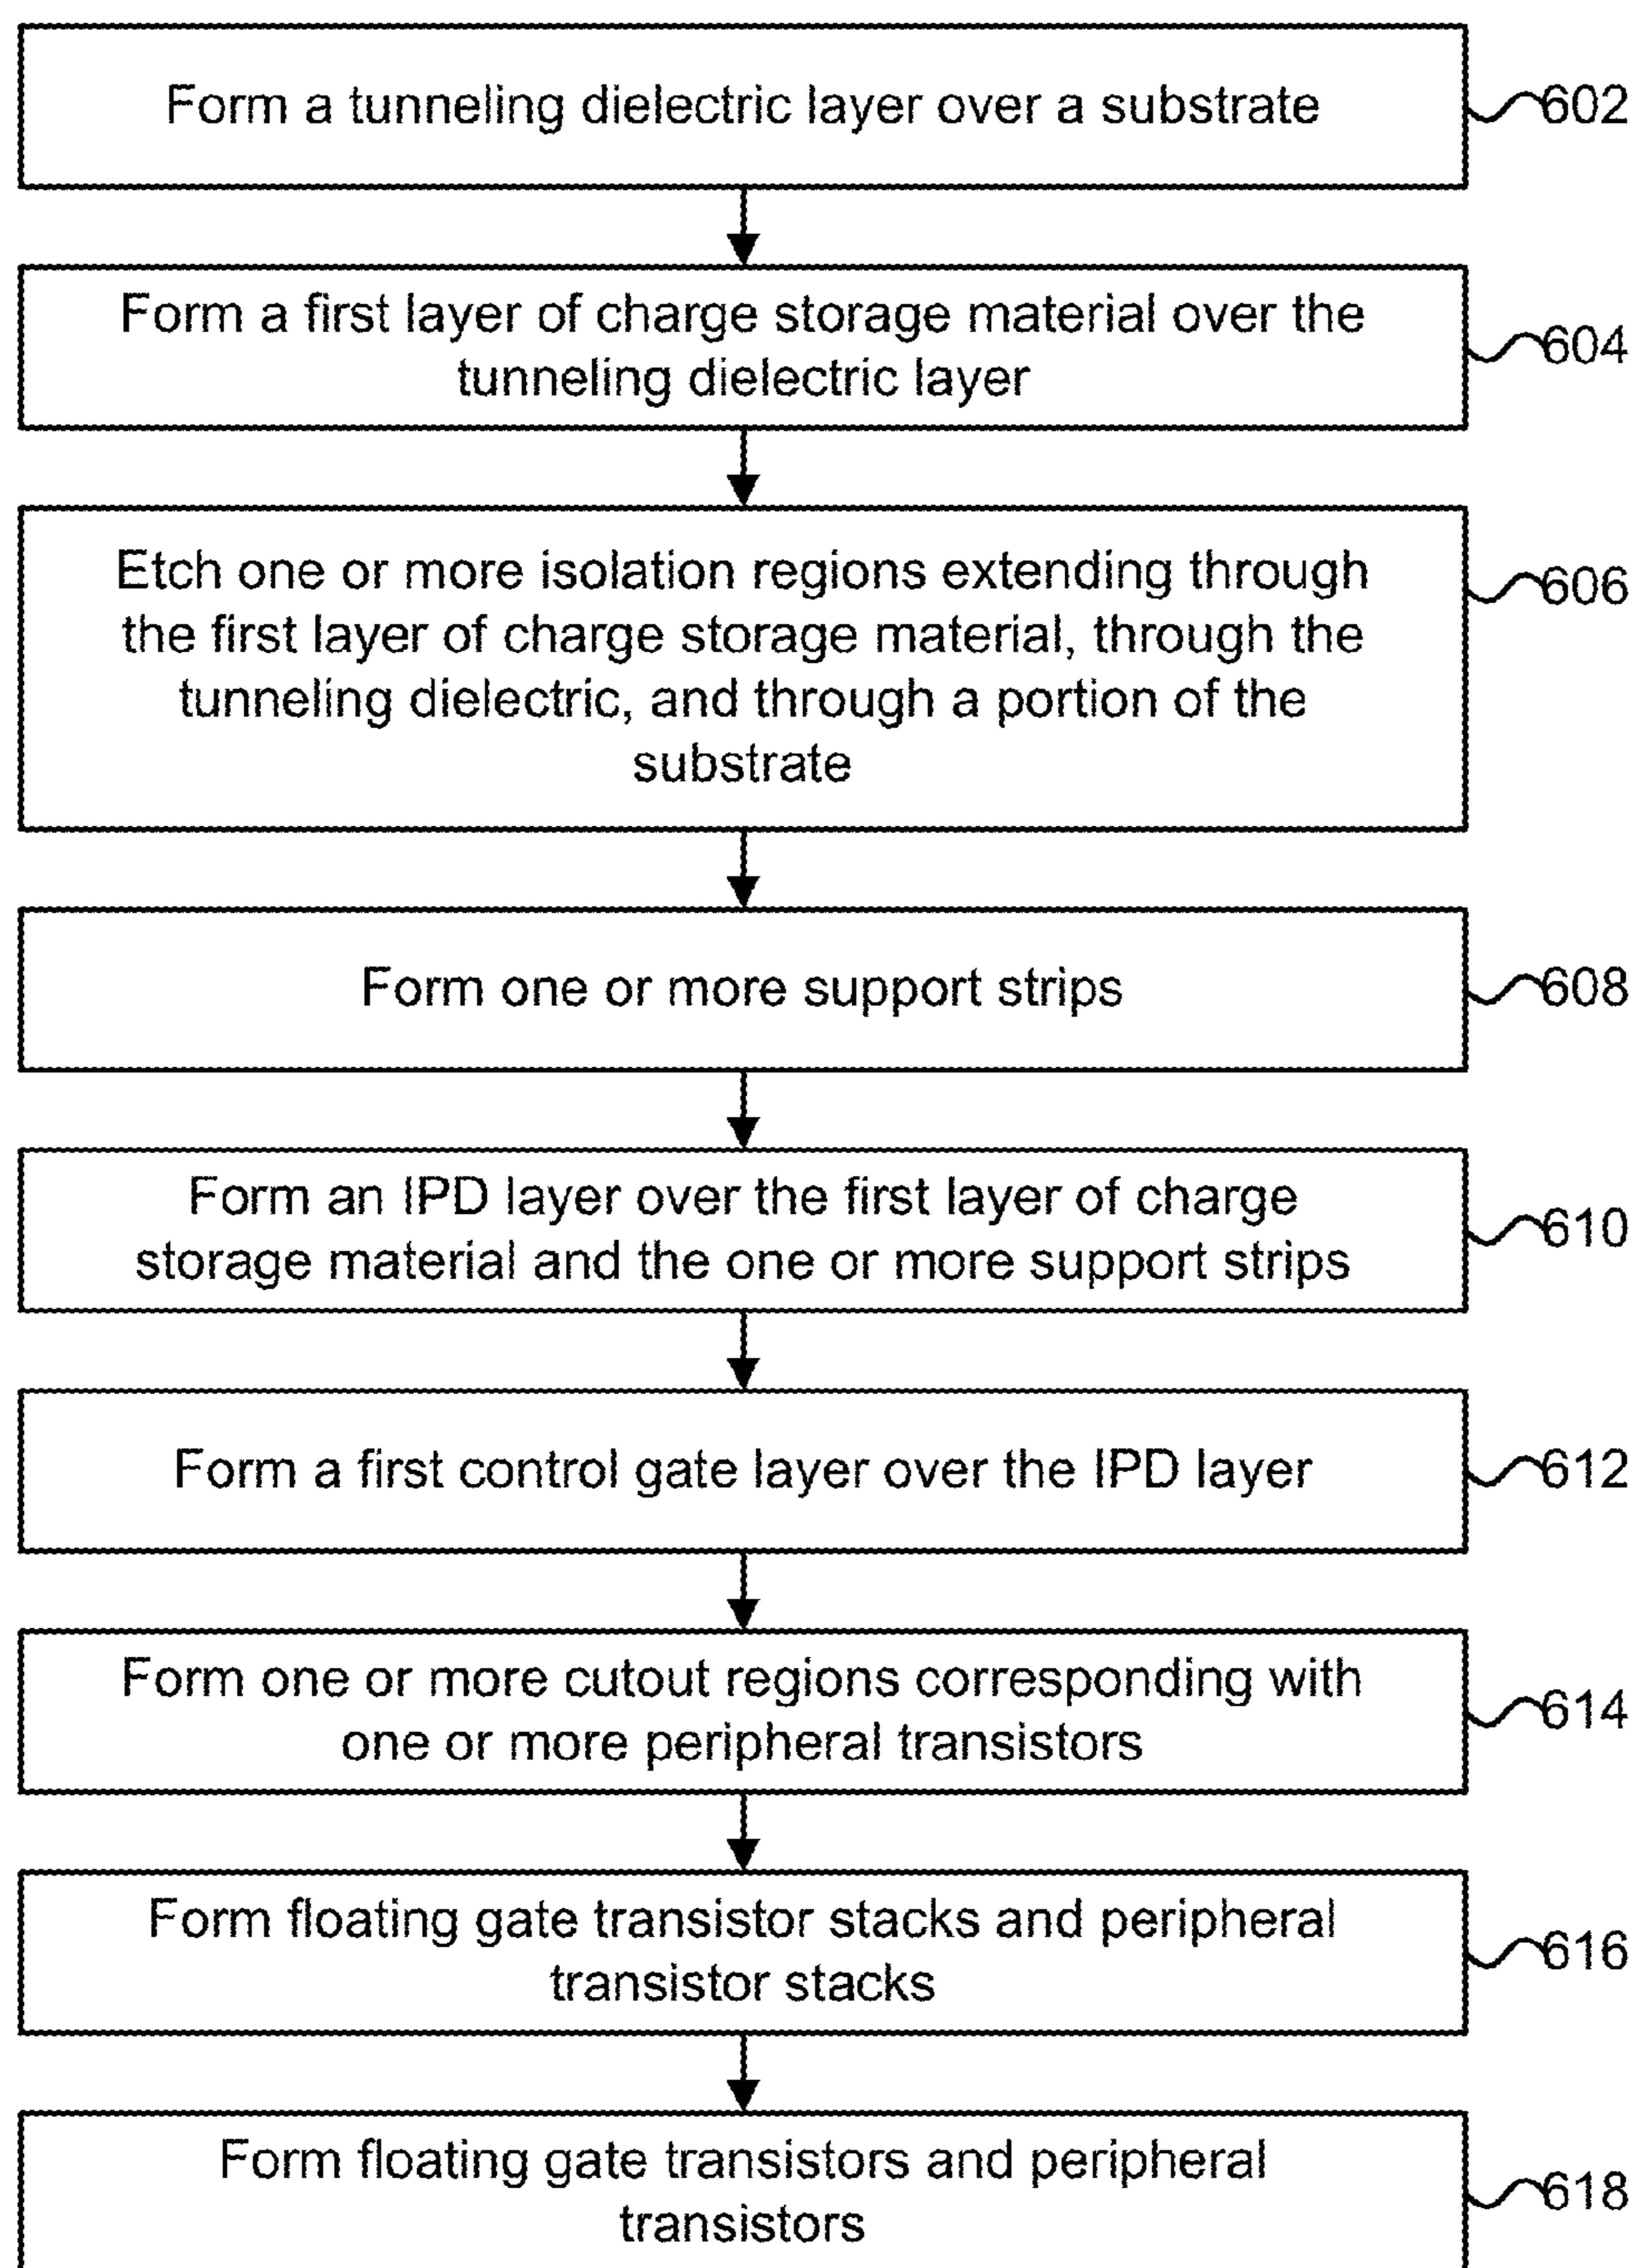 Form a tunneling dielectric layer over a substrate
602
Form a first layer of charge storage material over the
tunneling dielectric layer
604
Etch one or more isolation regions extending through
the first layer of charge storage material, through the
tunneling dielectric, and through a portion of the
substrate
606
Form one or more support strips
608
Form an IPD layer over the first layer of charge
storage material and the one or more support strips
610
Form a first control gate layer over the IPD layer
612
Form one or more cutout regions corresponding with
one or more peripheral transistors
614
Form floating gate transistor stacks and peripheral
transistor stacks
616
Form floating gate transistors and peripheral
transistors
618